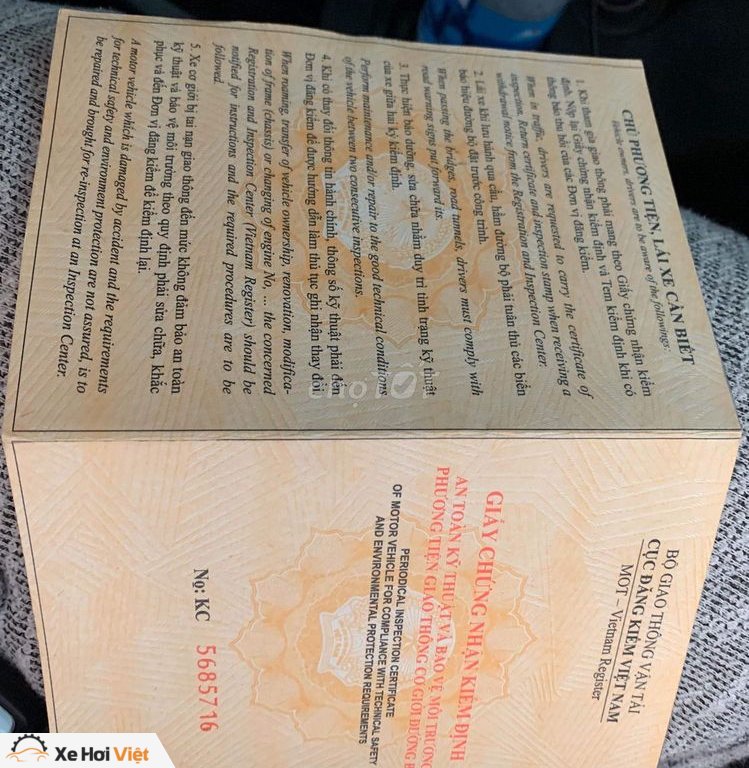 CHỦ PHƯƠNG TIỆN, LÁI XE CẦN BIẾT
Vehicle owners, drivers are to be aware of the followings:
1. Khi tham gia giao thông phải mang theo Giấy chứng nhận kiểm
định. Nộp lại Giấy chứng nhận kiểm định và Tem kiểm định khi có
thông báo thu hồi của các Đơn vị đăng kiểm.
When in traffic, drivers are requested to carry the certificate of
inspection. Return certificate and inspection stamp when receiving a
withdrawal notice from the Registration and Inspection Center.
2. Lái xe khi lưu hành qua cầu, hầm đường bộ phải tuân thủ các biển
báo hiệu đường bộ đặt trước công trình.
When passing the bridges, road tunnels, drivers must comply with
road warning signs put forward its.
3. Thực hiện bảo dưỡng, sửa chữa nhằm duy trì tình trạng kỹ thuật
của xe giữa hai kỳ kiểm định.
Perform maintenance and/or repair to the good technical conditions
of the vehicle between two consecutive inspections.
4. Khi có thay đổi thông tin hành chính, thông số kỹ thuật phải đến
Đơn vị đăng kiểm để được hướng dẫn làm thủ tục ghi nhận thay đổi.
When roaming, transfer of vehicle ownership, renovation, modifica-
tion of frame (chassis) or changing of engine No, ... the concerned
Registration and Inspection Center (Vietnam Register) should be
notified for instructions and the required procedures are to be
followed.
5. Xe cơ giới bị tai nạn giao thông đến mức không đảm bảo an toàn
kỹ thuật và bảo vệ môi trường theo quy định phải sửa chữa, khắc
phục và đến Đơn vị đăng kiểm để kiểm định lại.
A motor vehicle which is damaged by accident and the requirements
for technical safety and environment protection are not assured, is to
be repaired and brought for re-inspection at an Inspection Center.
BỘ GIAO THÔNG VẬN TẢI
CỤC ĐĂNG KIỂM VIỆT NAM
MOT – Vietnam Register
GIẤY CHỨNG NHẬN KIỂM ĐỊNH
AN TOÀN KỸ THUẬT VÀ BẢO VỆ MÔI TRƯỜNG
PHƯƠNG TIỆN GIAO THÔNG CƠ GIỚI ĐƯỜNG
PERIODICAL INSPECTION CERTIFICATE
OF MOTOR VEHICLE FOR COMPLIANCE WITH TECHNICAL SAFETY
AND ENVIRONMENTAL PROTECTION REQUIREMENTS
Nọ: KC 5685716
chợTỐT
Xe Hơi Việt